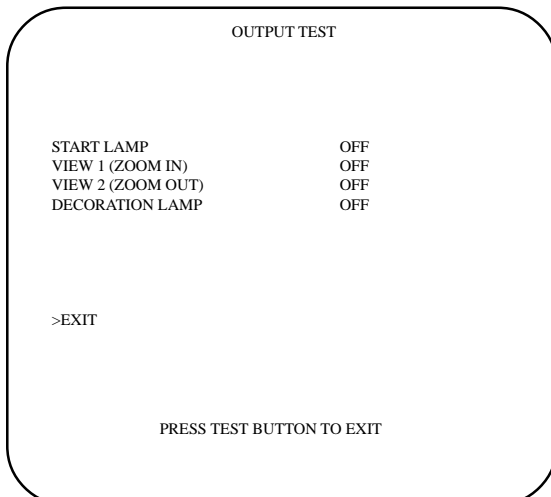 OUTPUT TEST
START LAMP OFF
VIEW 1 (ZOOM IN) OFF
VIEW 2 (ZOOM OUT) OFF
DECORATION LAMP OFF
>EXIT
PRESS TEST BUTTON TO EXIT